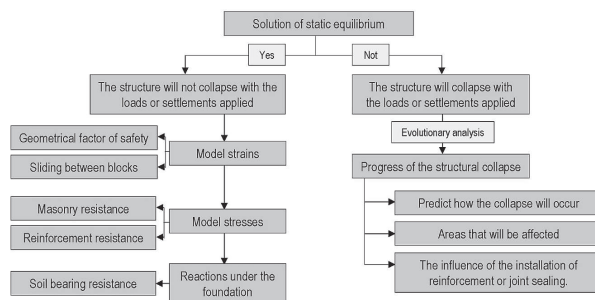 Solution of static equilibrium
Yes
Not
The structure will not collapse with the
loads or settlements applied
The structure will collapse with
the loads or settlements applied
Geometrical factor of safety
Sliding between blocks
Model strains
Evolutionary analysis
Progress of the structural collapse
Masonry resistance
Reinforcement resistance
Model stresses
Predict how the collapse will occur
Areas that will be affected
Soil bearing resistance
Reactions under the
foundation
The influence of the installation of
reinforcement or joint sealing.